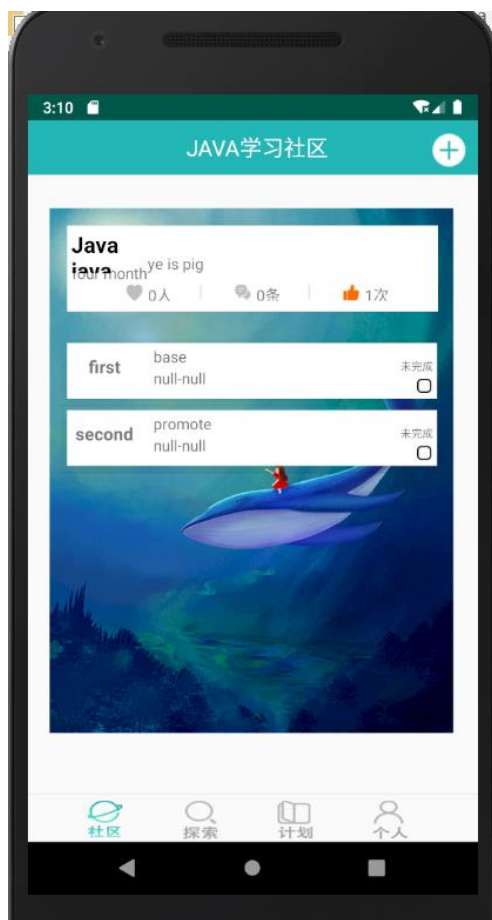 3:10
JAVA学习社区
Java
java
four month
ye is pig
0人
0条
1次
first
base
null-null
未完成
second
promote
null-null
未完成
社区
探索
计划
个人